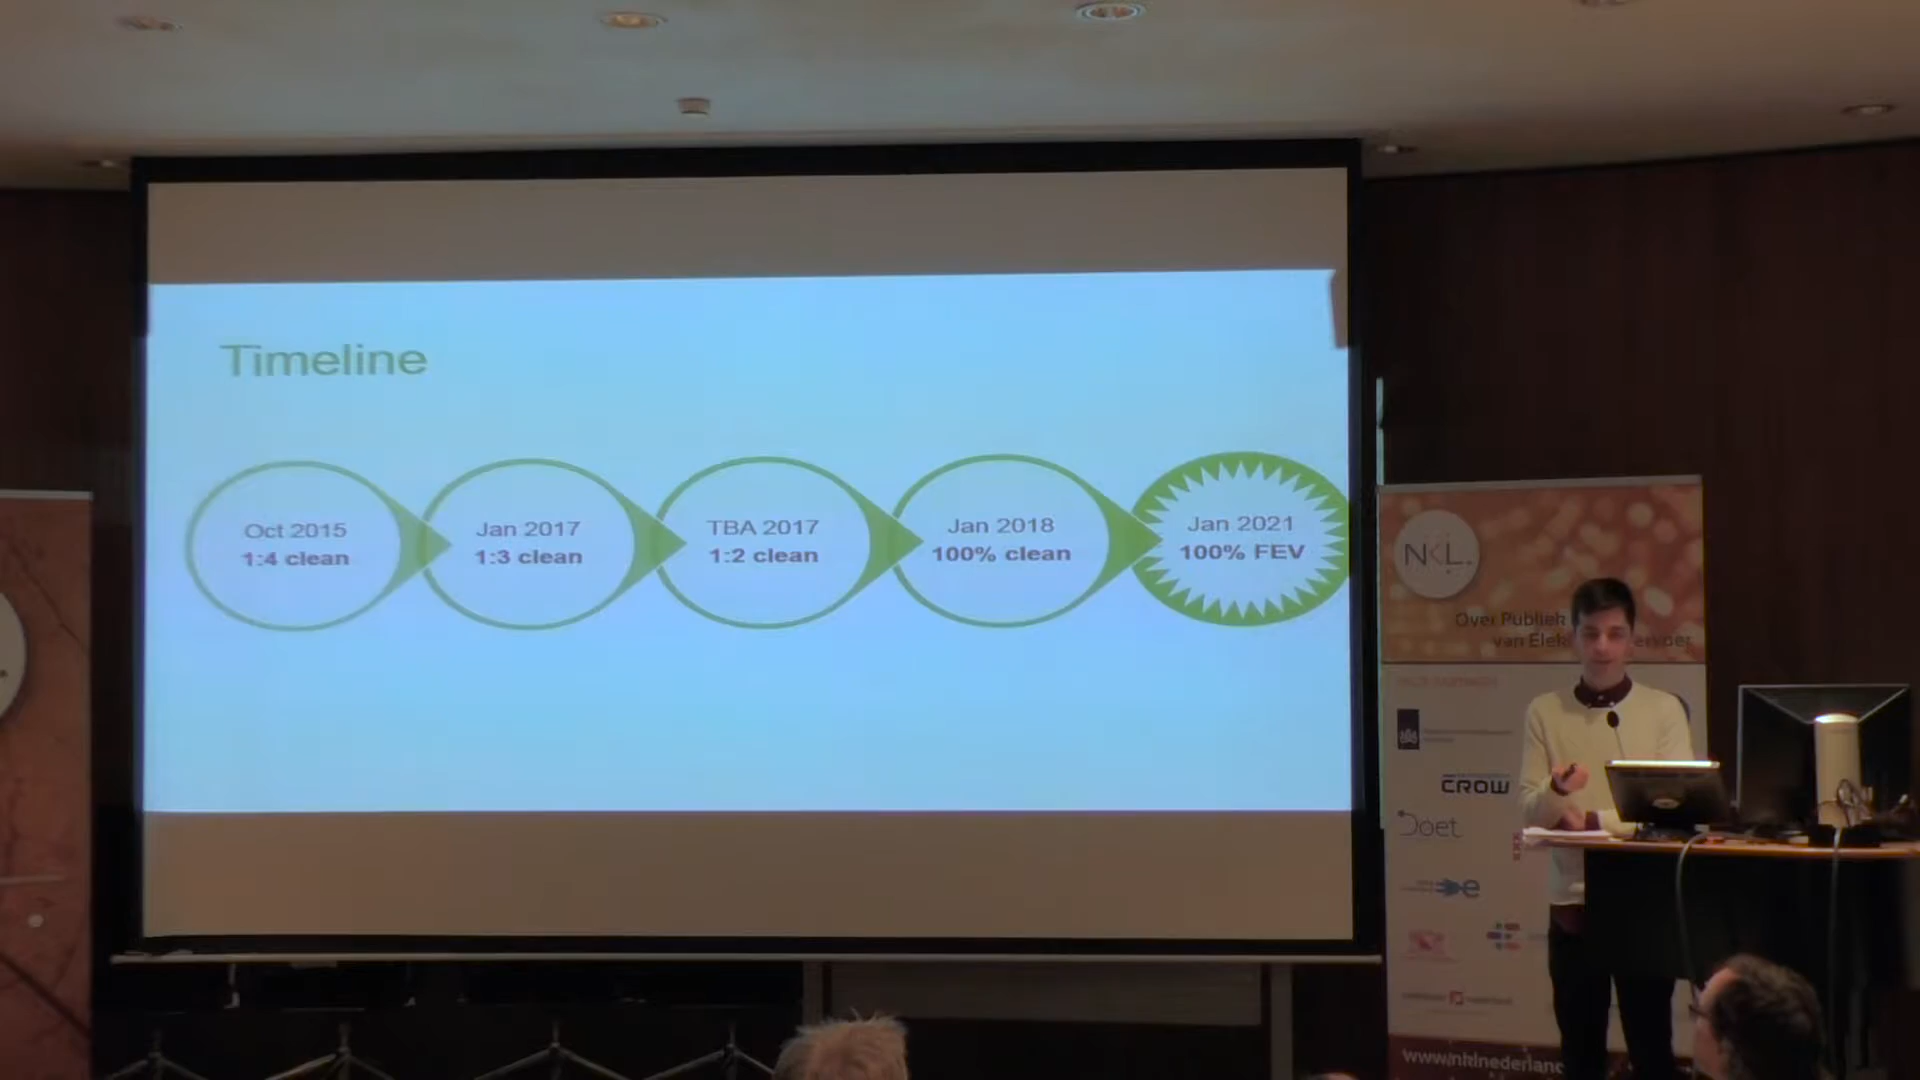 Timeline
Oct 2015
1:4 clean
Jan 2017
1:3 clean
TBA 2017
1:2 clean
Jan 2018
100% clean
Jan 2021
100% FEV
NKL.
Over Publiek
van Elek
CROW
Doet
e
www.nklnederland